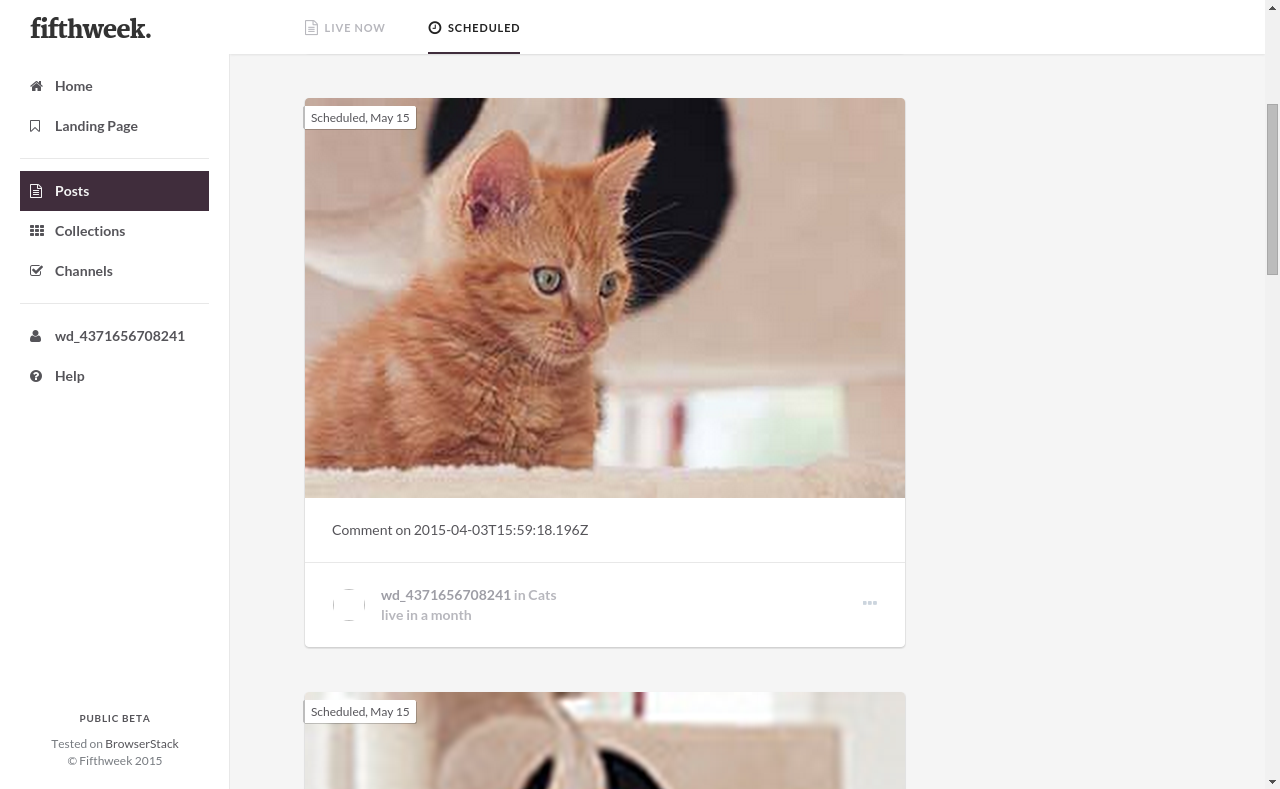 fifthweek.
LIVE NOW
SCHEDULED
Home
Landing Page
Posts
Collections
Channels
wd_4371656708241
Help
PUBLIC BETA
Tested on BrowserStack
© Fifthweek 2015
Scheduled, May 15
Comment on 2015-04-03T15:59:18.196Z
wd_4371656708241 in Cats
live in a month
Scheduled, May 15